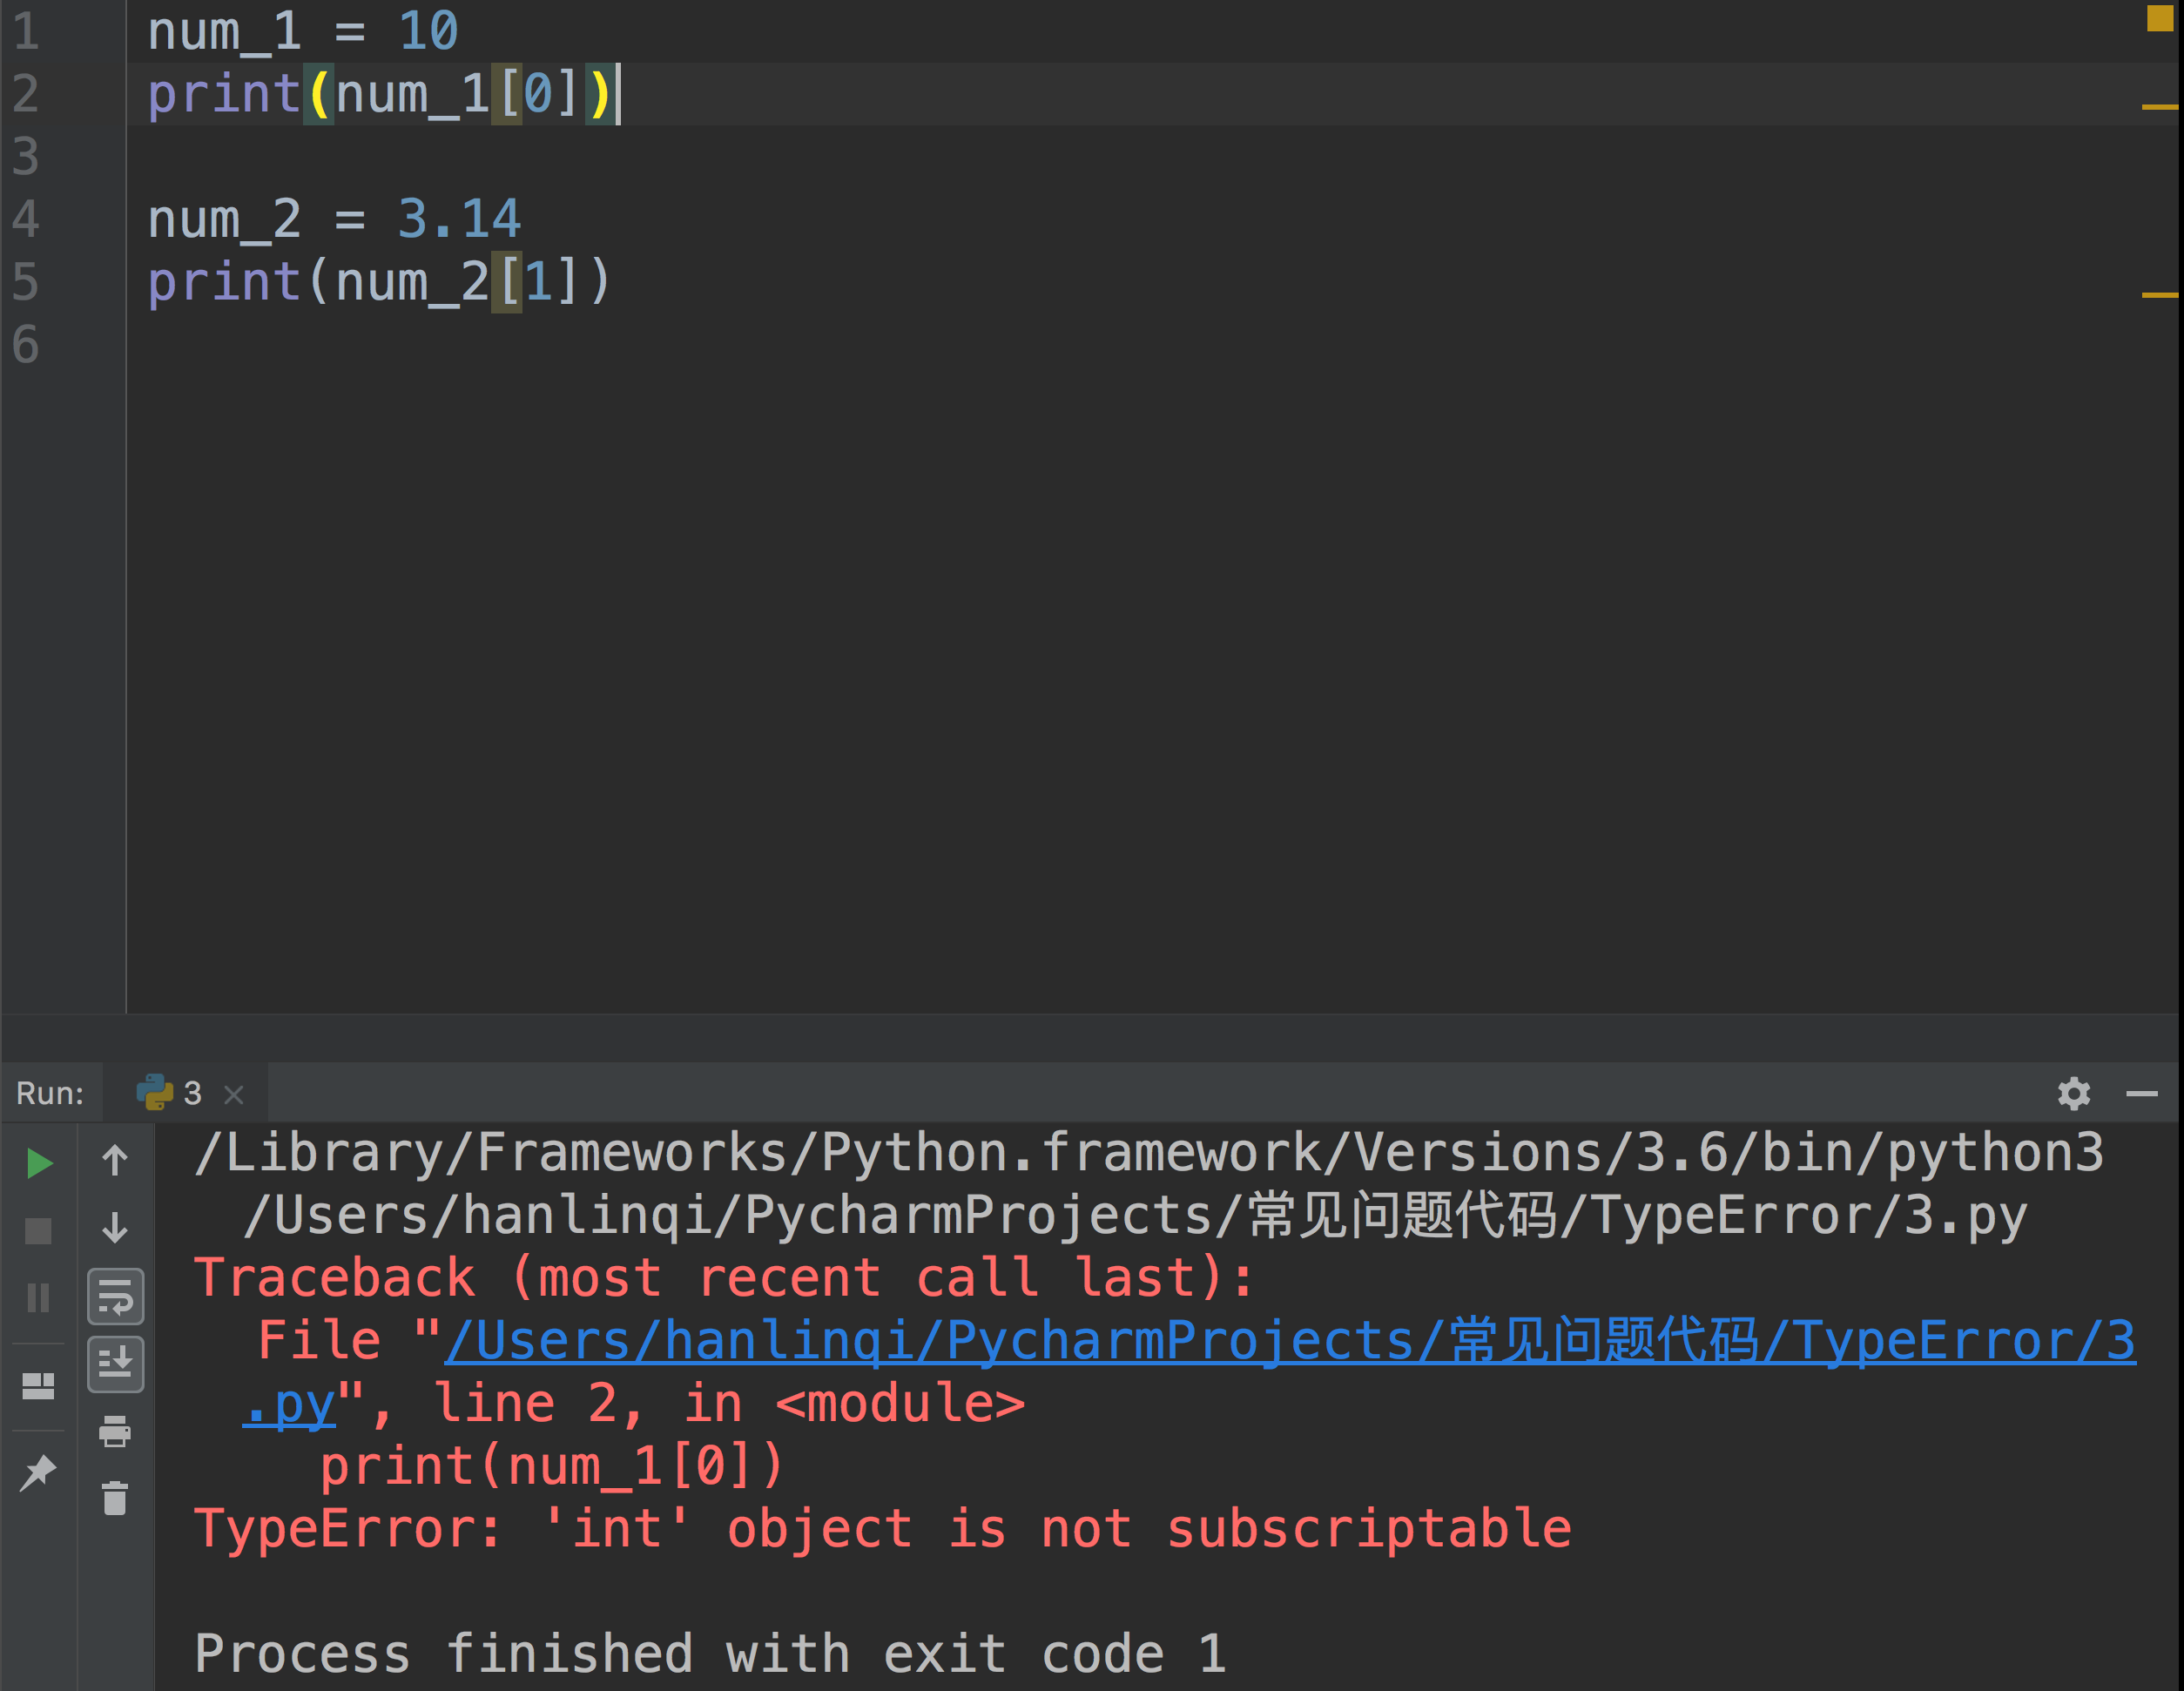 1 num_1 = 10
2 print(num_1[0])
3
4 num_2 = 3.14
5 print(num_2[1])
6
Run: 3
/Library/Frameworks/Python.framework/Versions/3.6/bin/python3
/Users/hanlinqi/PycharmProjects/常见问题代码/TypeError/3.py
Traceback (most recent call last):
File "/Users/hanlinqi/PycharmProjects/常见问题代码/TypeError/3
.py", line 2, in <module>
print(num_1[0])
TypeError: 'int' object is not subscriptable
Process finished with exit code 1